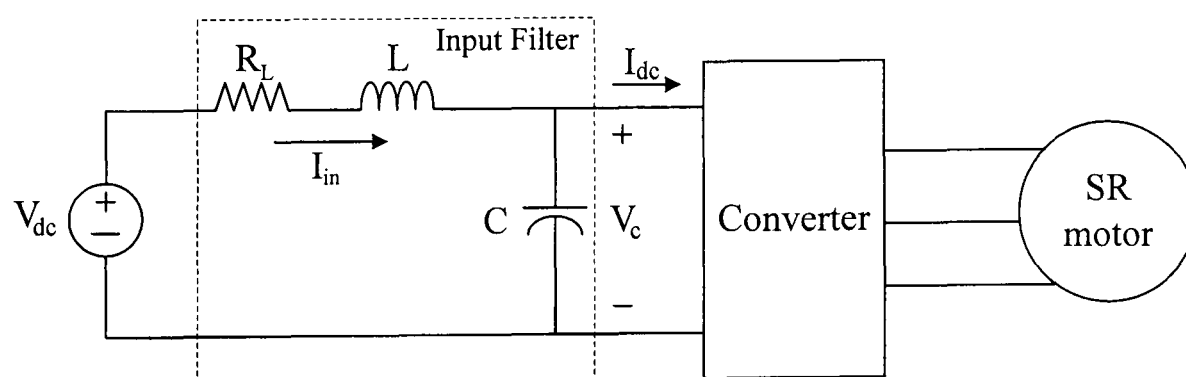 Input Filter
R_L
L
I_dc
I_in
+
−
V_dc
C
+
V_c
−
Converter
SR
motor